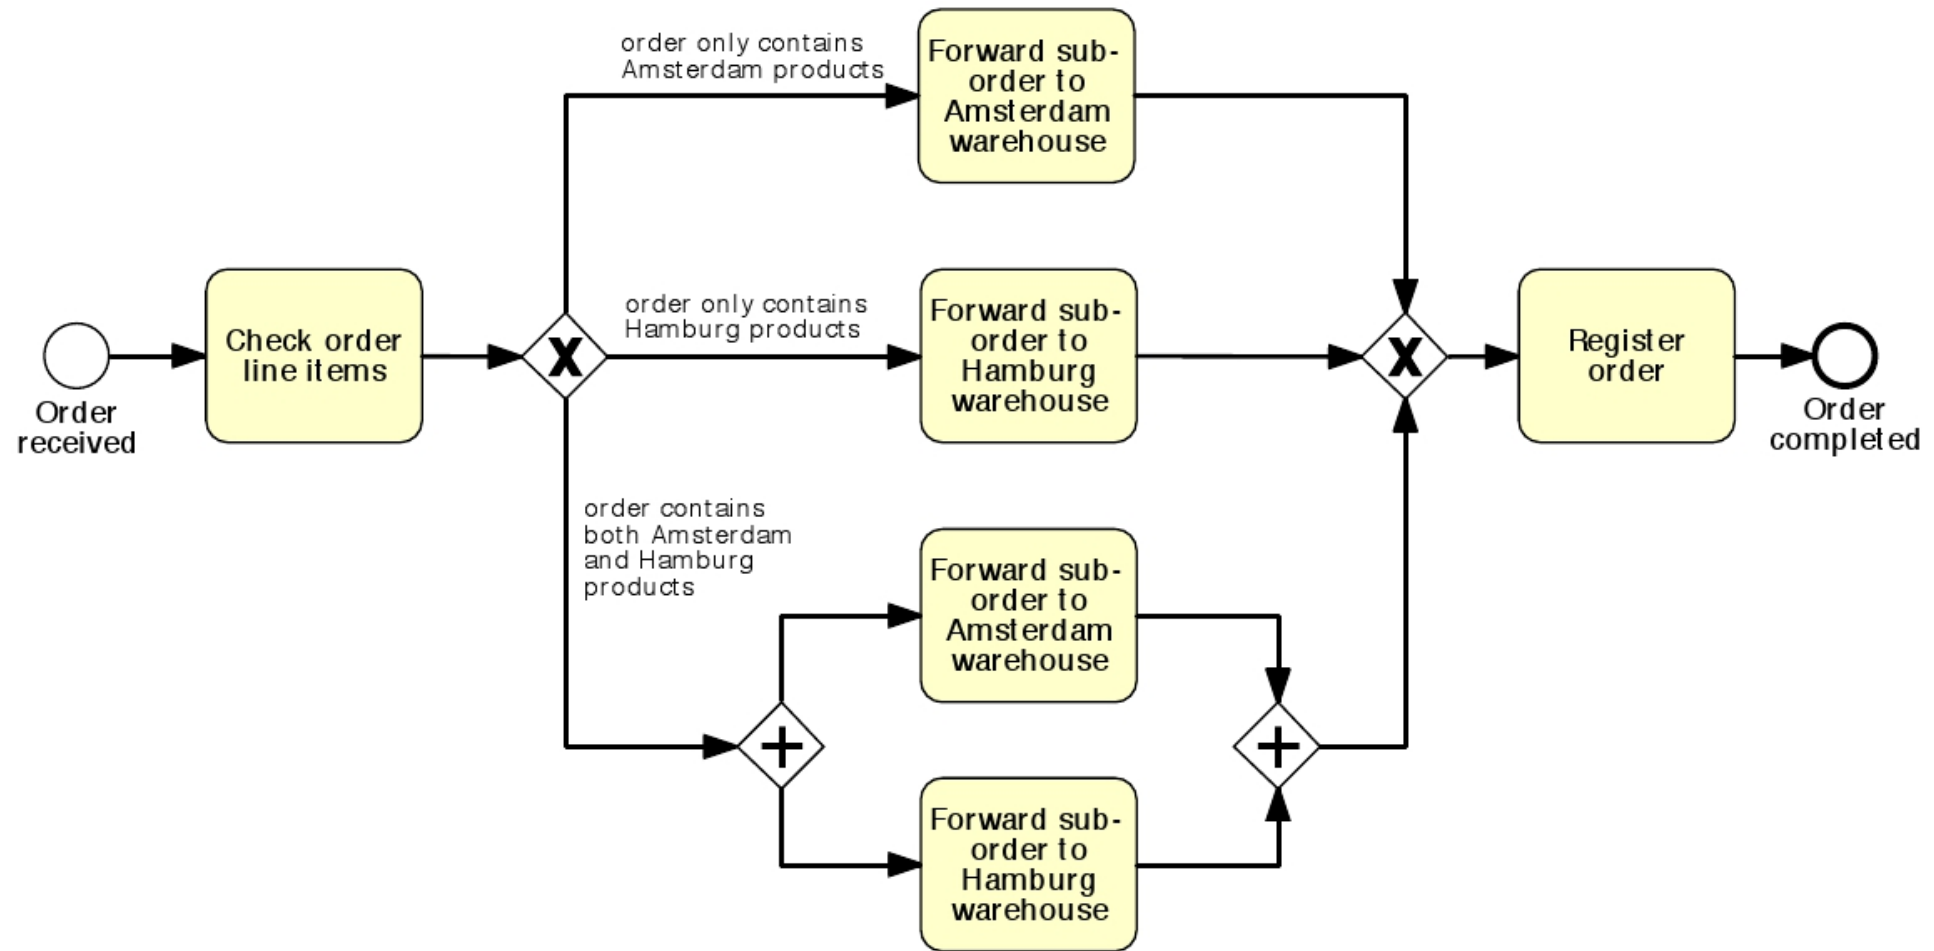 order only contains
Amsterdam products
Forward sub-
order to
Amsterdam
warehouse
Order
received
Check order
line items
X
order only contains
Hamburg products
Forward sub-
order to
Hamburg
warehouse
X
Register
order
Order
completed
order contains
both Amsterdam
and Hamburg
products
+
Forward sub-
order to
Amsterdam
warehouse
+
Forward sub-
order to
Hamburg
warehouse